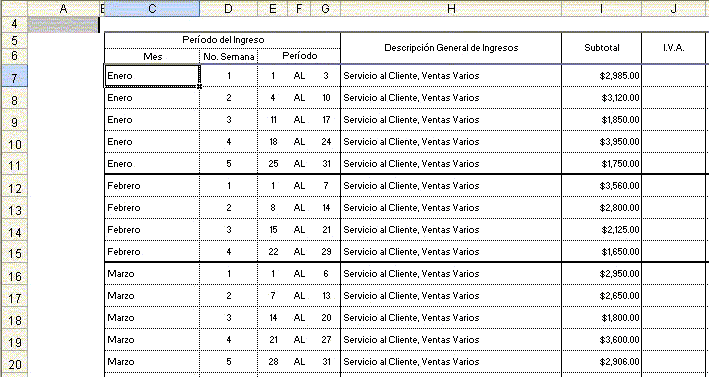 A C D E F G H I J
4
5 Período del Ingreso Descripción General de Ingresos Subtotal I.V.A.
6 Mes No. Semana Período
7 Enero 1 1 AL 3 Servicio al Cliente, Ventas Varios $2,985.00
8 Enero 2 4 AL 10 Servicio al Cliente, Ventas Varios $3,120.00
9 Enero 3 11 AL 17 Servicio al Cliente, Ventas Varios $1,850.00
10 Enero 4 18 AL 24 Servicio al Cliente, Ventas Varios $3,950.00
11 Enero 5 25 AL 31 Servicio al Cliente, Ventas Varios $1,750.00
12 Febrero 1 1 AL 7 Servicio al Cliente, Ventas Varios $3,560.00
13 Febrero 2 8 AL 14 Servicio al Cliente, Ventas Varios $2,800.00
14 Febrero 3 15 AL 21 Servicio al Cliente, Ventas Varios $2,125.00
15 Febrero 4 22 AL 29 Servicio al Cliente, Ventas Varios $1,650.00
16 Marzo 1 1 AL 6 Servicio al Cliente, Ventas Varios $2,950.00
17 Marzo 2 7 AL 13 Servicio al Cliente, Ventas Varios $2,650.00
18 Marzo 3 14 AL 20 Servicio al Cliente, Ventas Varios $1,800.00
19 Marzo 4 21 AL 27 Servicio al Cliente, Ventas Varios $3,600.00
20 Marzo 5 28 AL 31 Servicio al Cliente, Ventas Varios $2,906.00